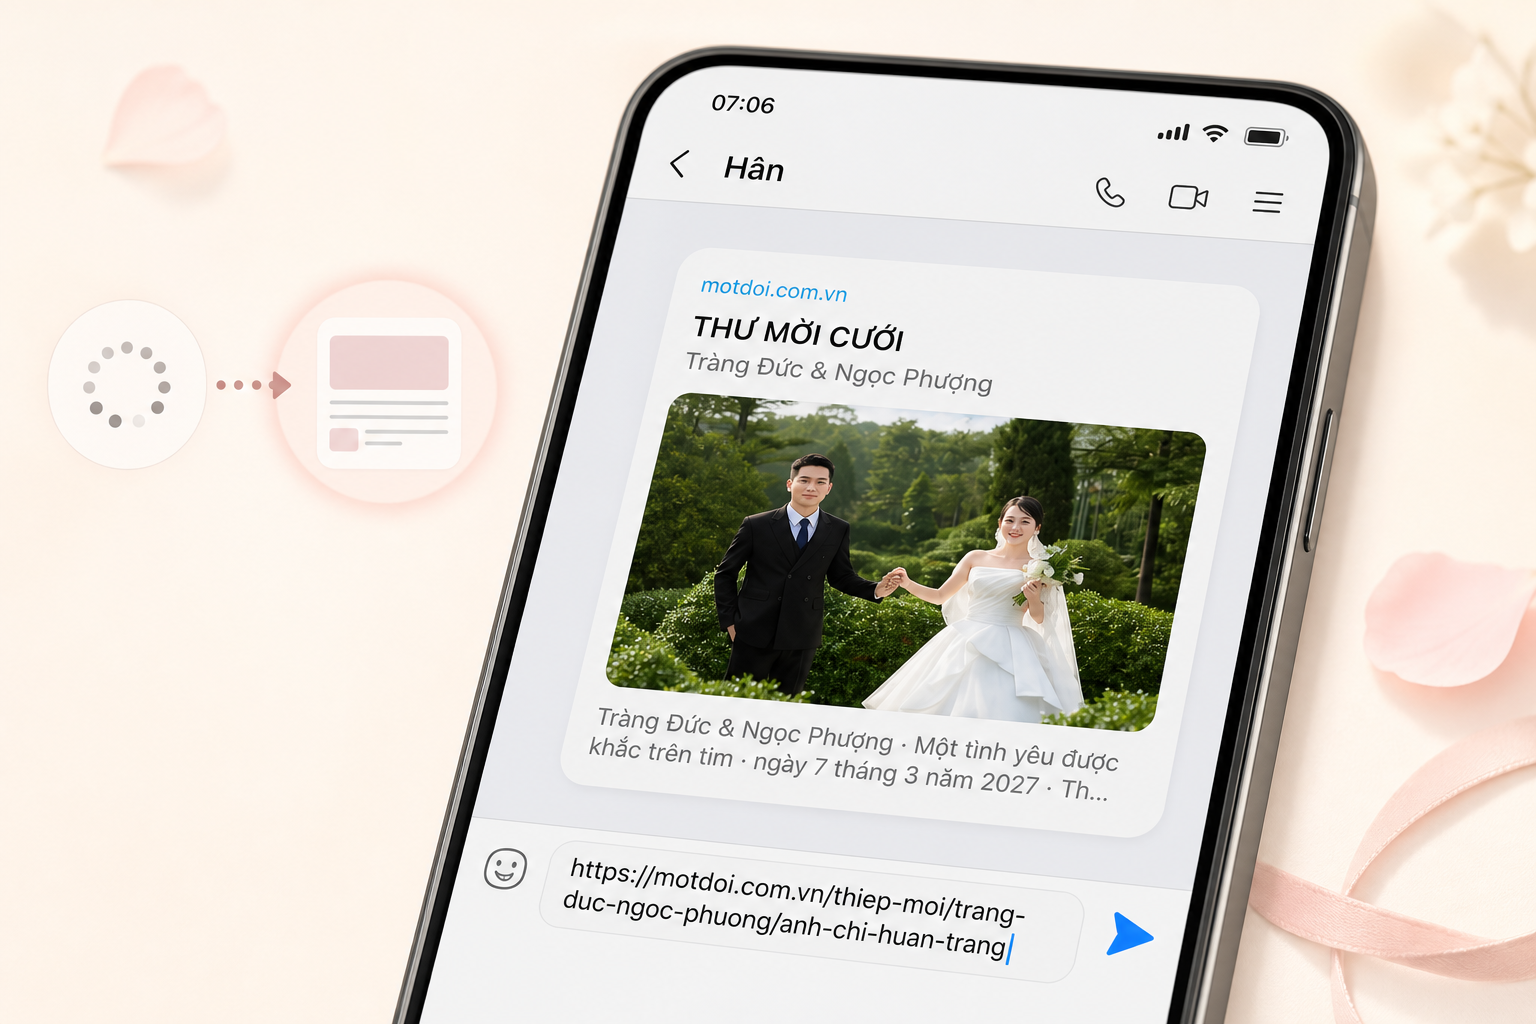 07:06
Hân
motdoi.com.vn
THƯ MỜI CƯỚI
Tràng Đức & Ngọc Phượng
Tràng Đức & Ngọc Phượng · Một tình yêu được
khắc trên tim · ngày 7 tháng 3 năm 2027 · Th...
https://motdoi.com.vn/thiep-moi/trang-
duc-ngoc-phuong/anh-chi-huan-trang